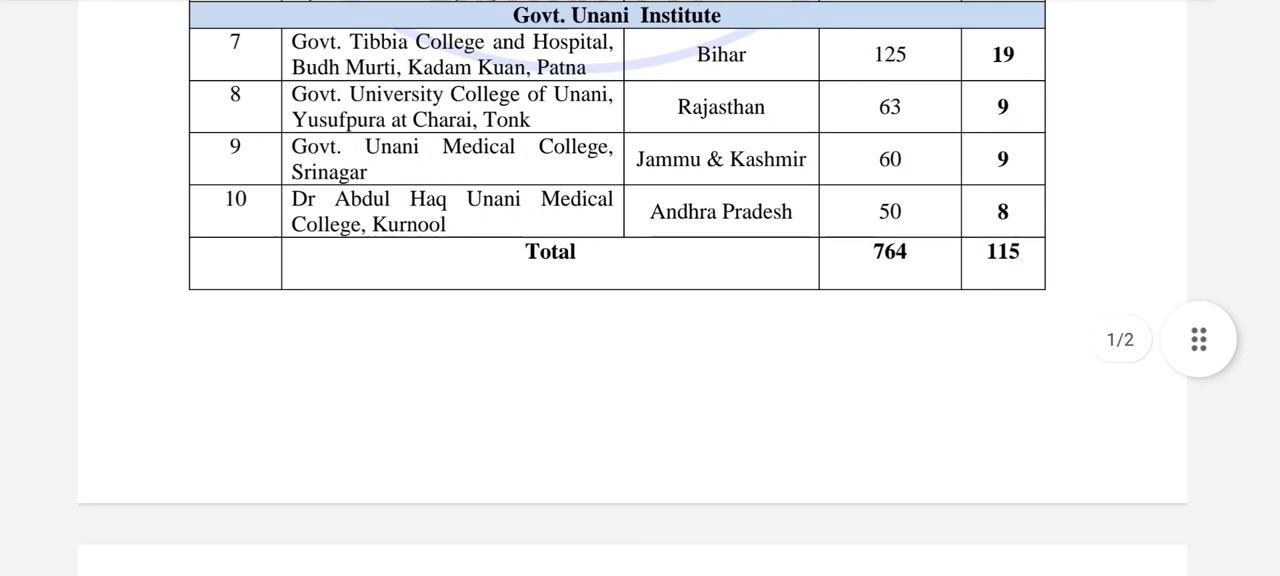 Govt. Unani Institute
7 Govt. Tibbia College and Hospital, Budh Murti, Kadam Kuan, Patna Bihar 125 19
8 Govt. University College of Unani, Yusufpura at Charai, Tonk Rajasthan 63 9
9 Govt. Unani Medical College, Srinagar Jammu & Kashmir 60 9
10 Dr Abdul Haq Unani Medical College, Kurnool Andhra Pradesh 50 8
Total 764 115
1/2